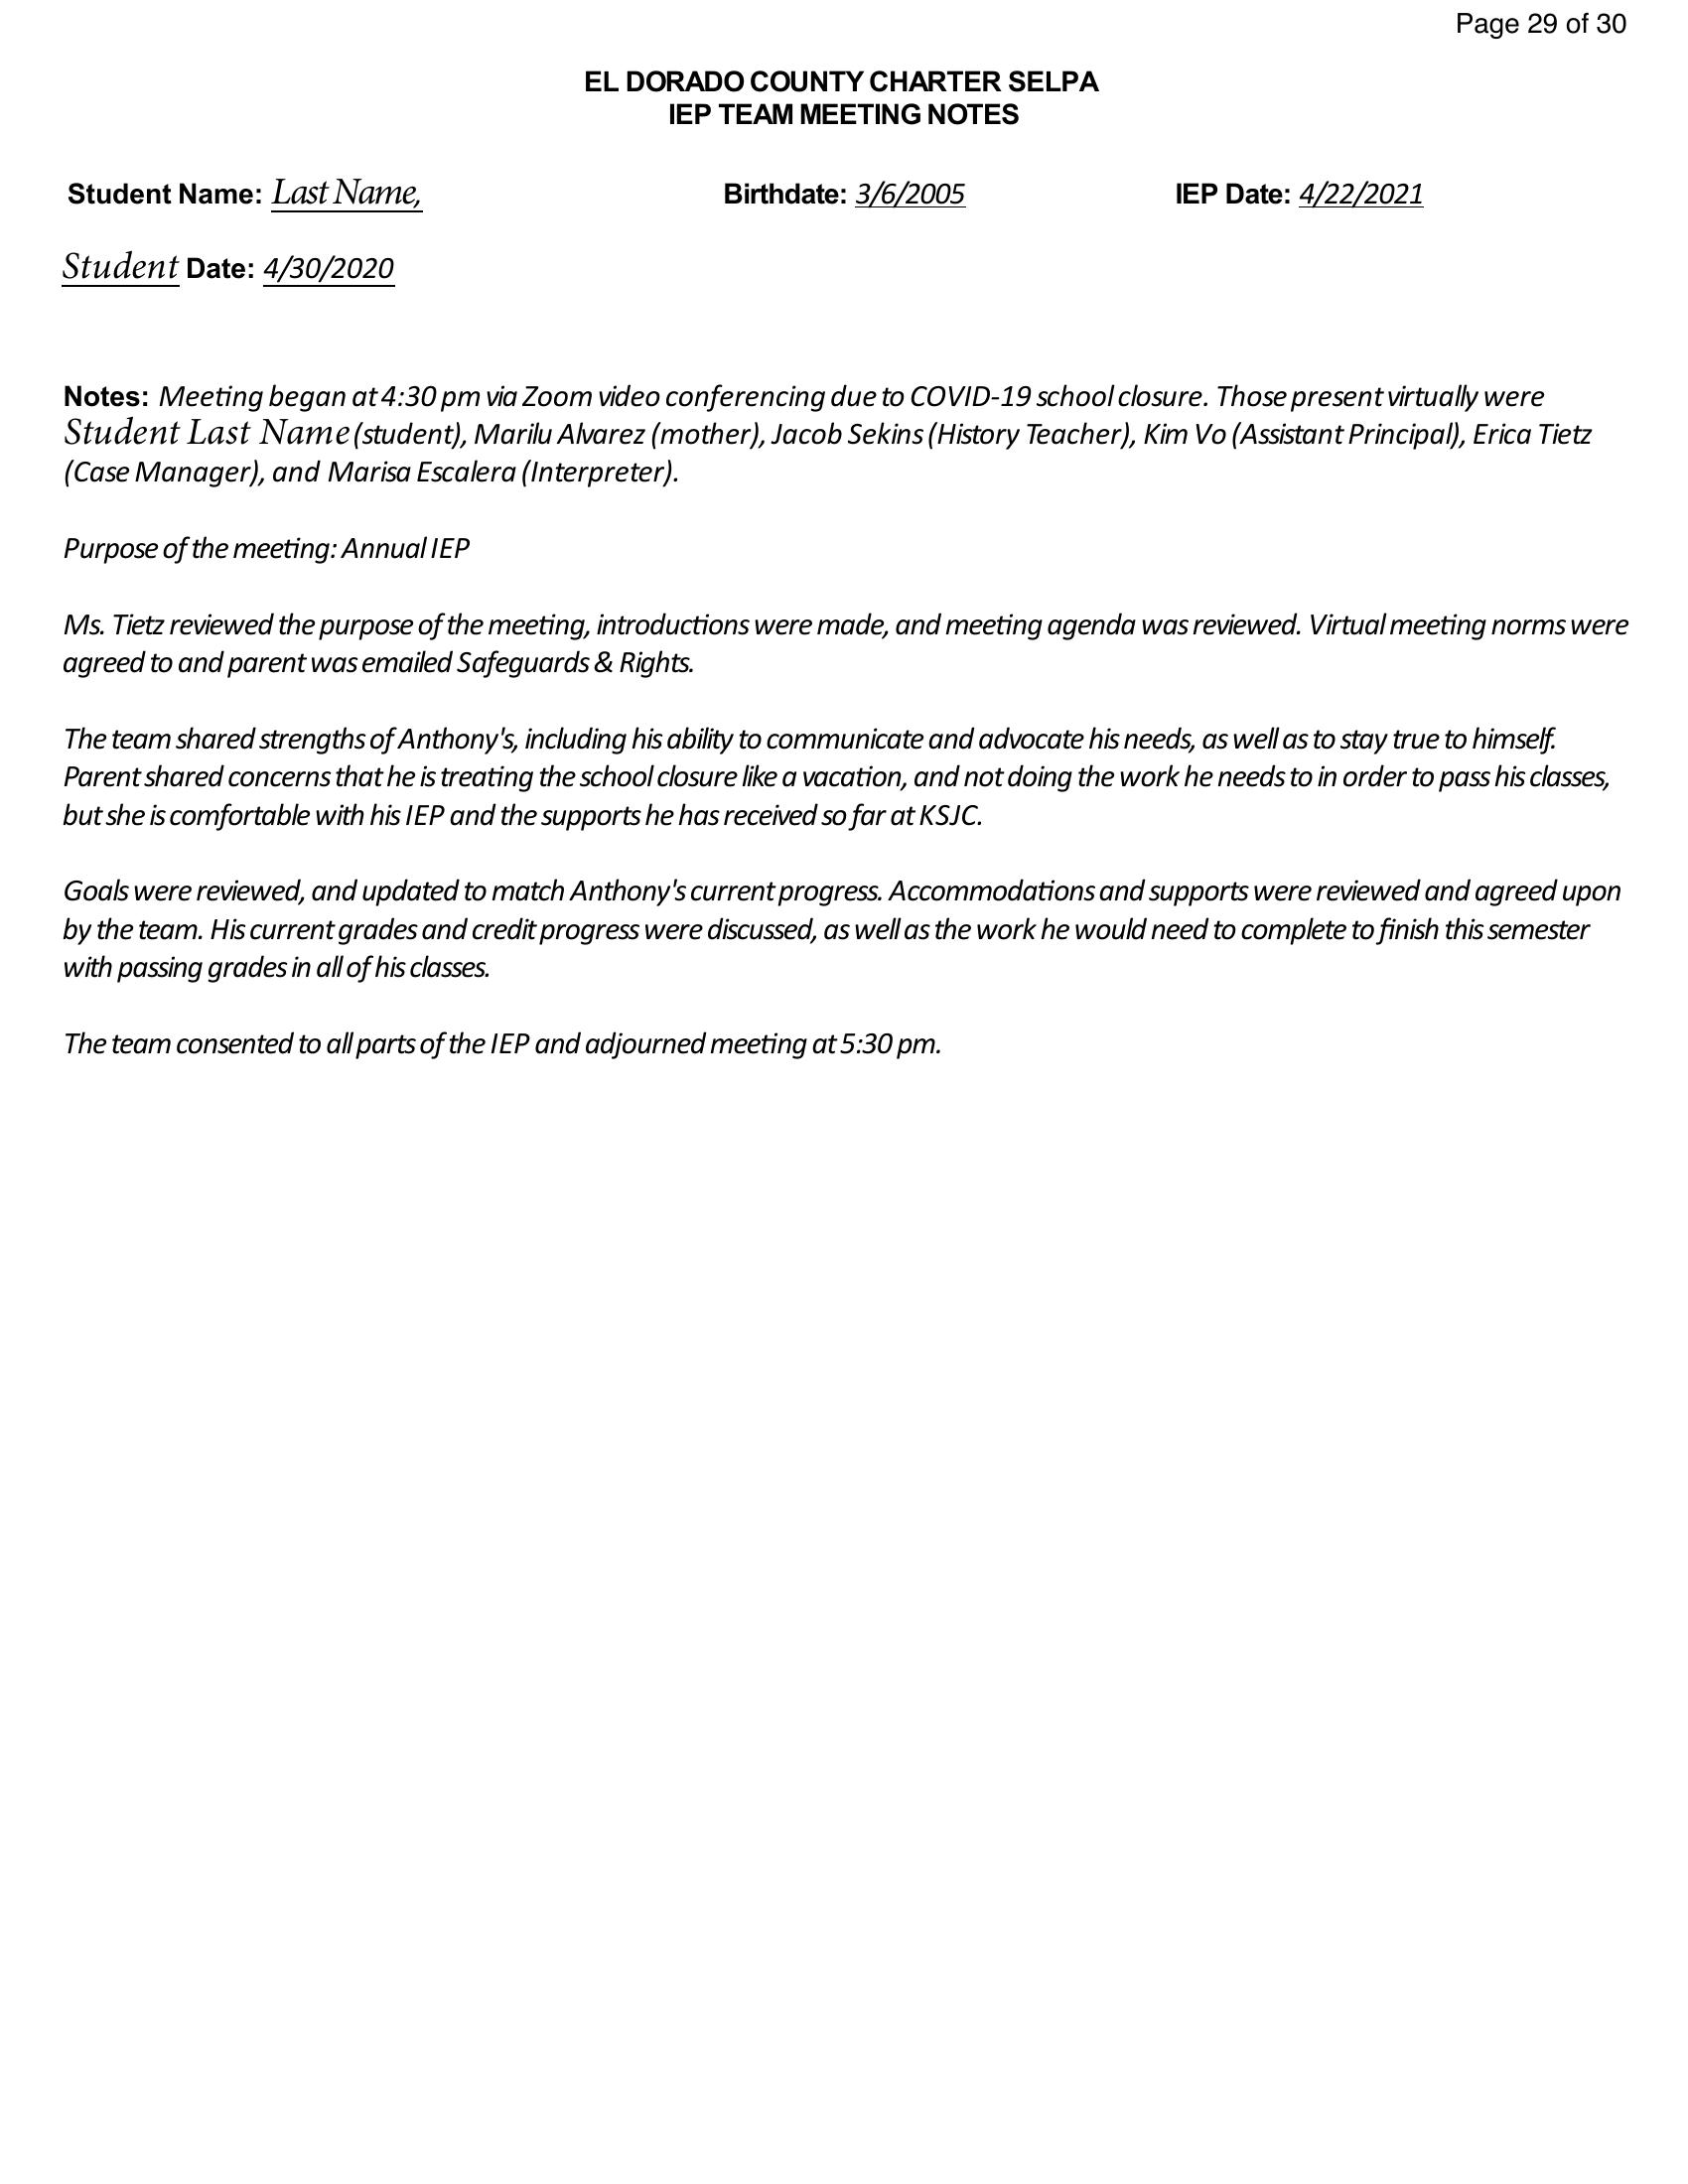 Page 29 of 30
EL DORADO COUNTY CHARTER SELPA
IEP TEAM MEETING NOTES
Student Name: Last Name, Birthdate: 3/6/2005 IEP Date: 4/22/2021
Student Date: 4/30/2020
Notes: Meeting began at 4:30 pm via Zoom video conferencing due to COVID-19 school closure. Those present virtually were
Student Last Name (student), Marilu Alvarez (mother), Jacob Sekins (History Teacher), Kim Vo (Assistant Principal), Erica Tietz
(Case Manager), and Marisa Escalera (Interpreter).
Purpose of the meeting: Annual IEP
Ms. Tietz reviewed the purpose of the meeting, introductions were made, and meeting agenda was reviewed. Virtual meeting norms were
agreed to and parent was emailed Safeguards & Rights.
The team shared strengths of Anthony's, including his ability to communicate and advocate his needs, as well as to stay true to himself.
Parent shared concerns that he is treating the school closure like a vacation, and not doing the work he needs to in order to pass his classes,
but she is comfortable with his IEP and the supports he has received so far at KSJC.
Goals were reviewed, and updated to match Anthony's current progress. Accommodations and supports were reviewed and agreed upon
by the team. His current grades and credit progress were discussed, as well as the work he would need to complete to finish this semester
with passing grades in all of his classes.
The team consented to all parts of the IEP and adjourned meeting at 5:30 pm.